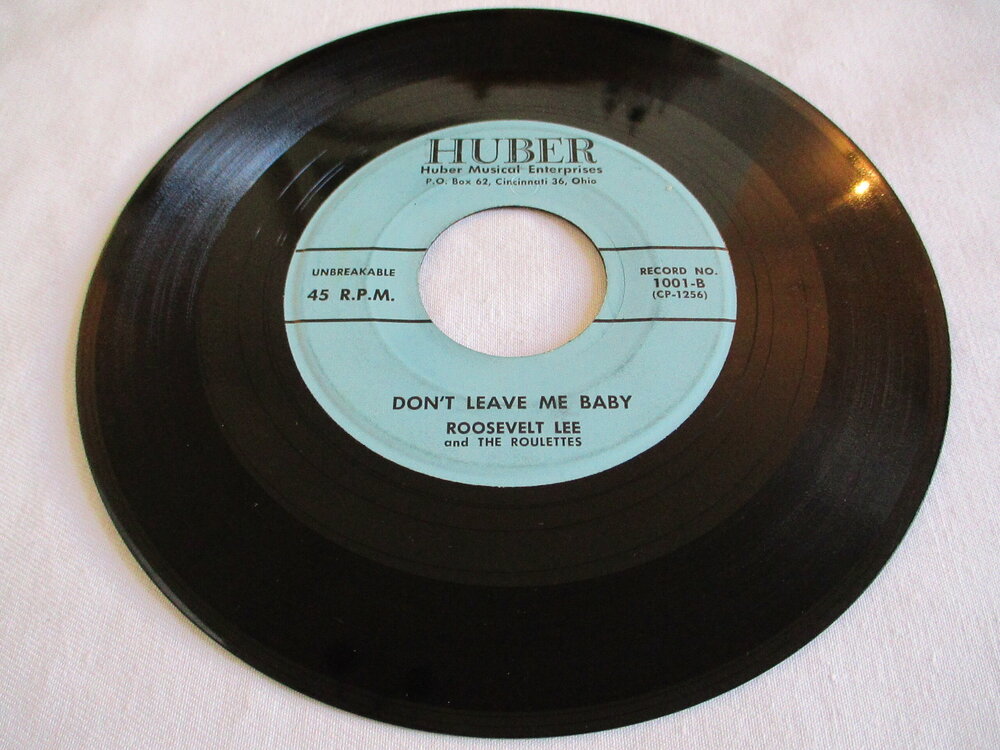 HUBER
Huber Musical Enterprises
P.O. Box 62, Cincinnati 36, Ohio
UNBREAKABLE
45 R.P.M.
RECORD NO.
1001-B
(CP-1256)
DON'T LEAVE ME BABY
ROOSEVELT LEE
and THE ROULETTES